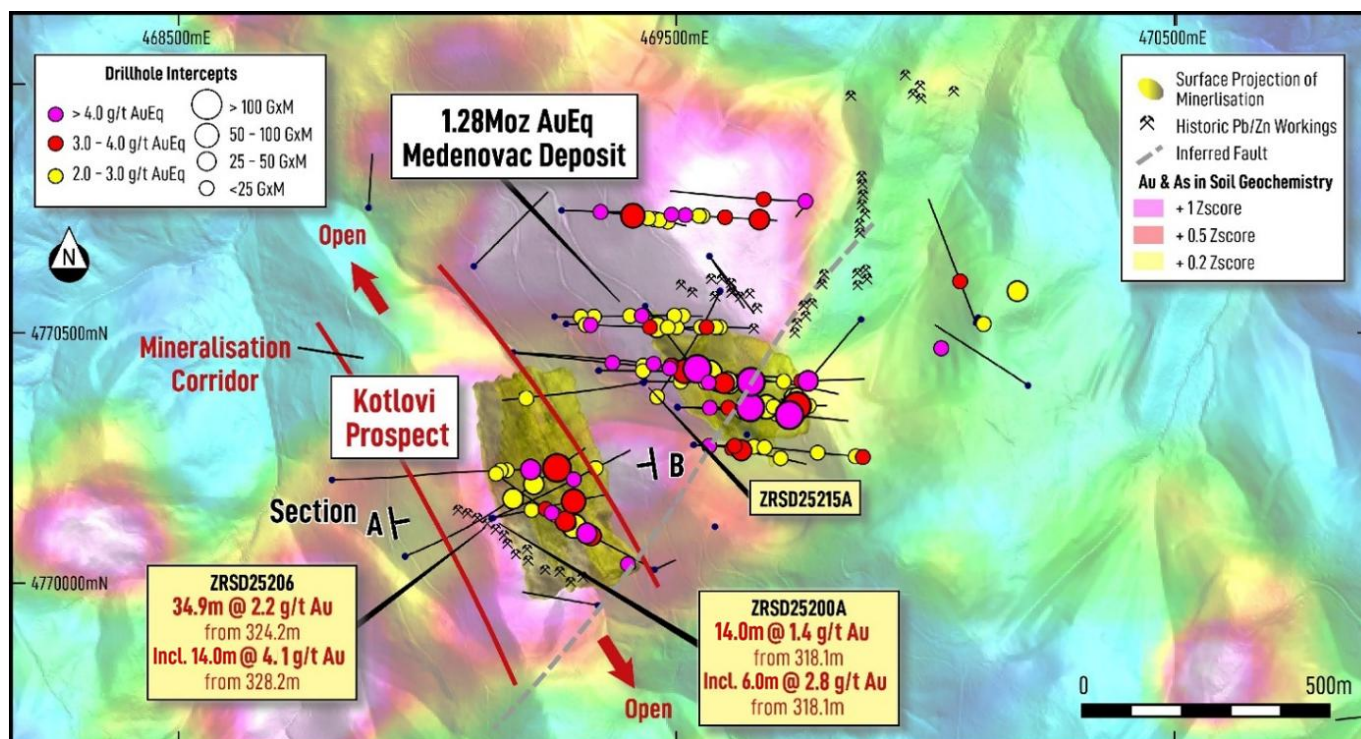 468500mE
469500mE
470500mE
Drillhole Intercepts
> 4.0 g/t AuEq
3.0 - 4.0 g/t AuEq
2.0 - 3.0 g/t AuEq
> 100 GxM
50 - 100 GxM
25 - 50 GxM
<25 GxM
1.28Moz AuEq
Medenovac Deposit
Surface Projection of
Minerlisation
Historic Pb/Zn Workings
Inferred Fault
Au & As in Soil Geochemistry
+ 1 Zscore
+ 0.5 Zscore
+ 0.2 Zscore
N
Open
4770500mN
Mineralisation
Corridor
Kotlovi
Prospect
B
ZRSD25215A
Section
A
4770000mN
ZRSD25206
34.9m @ 2.2 g/t Au
from 324.2m
Incl. 14.0m @ 4.1 g/t Au
from 328.2m
ZRSD25200A
14.0m @ 1.4 g/t Au
from 318.1m
Incl. 6.0m @ 2.8 g/t Au
from 318.1m
Open
0
500m